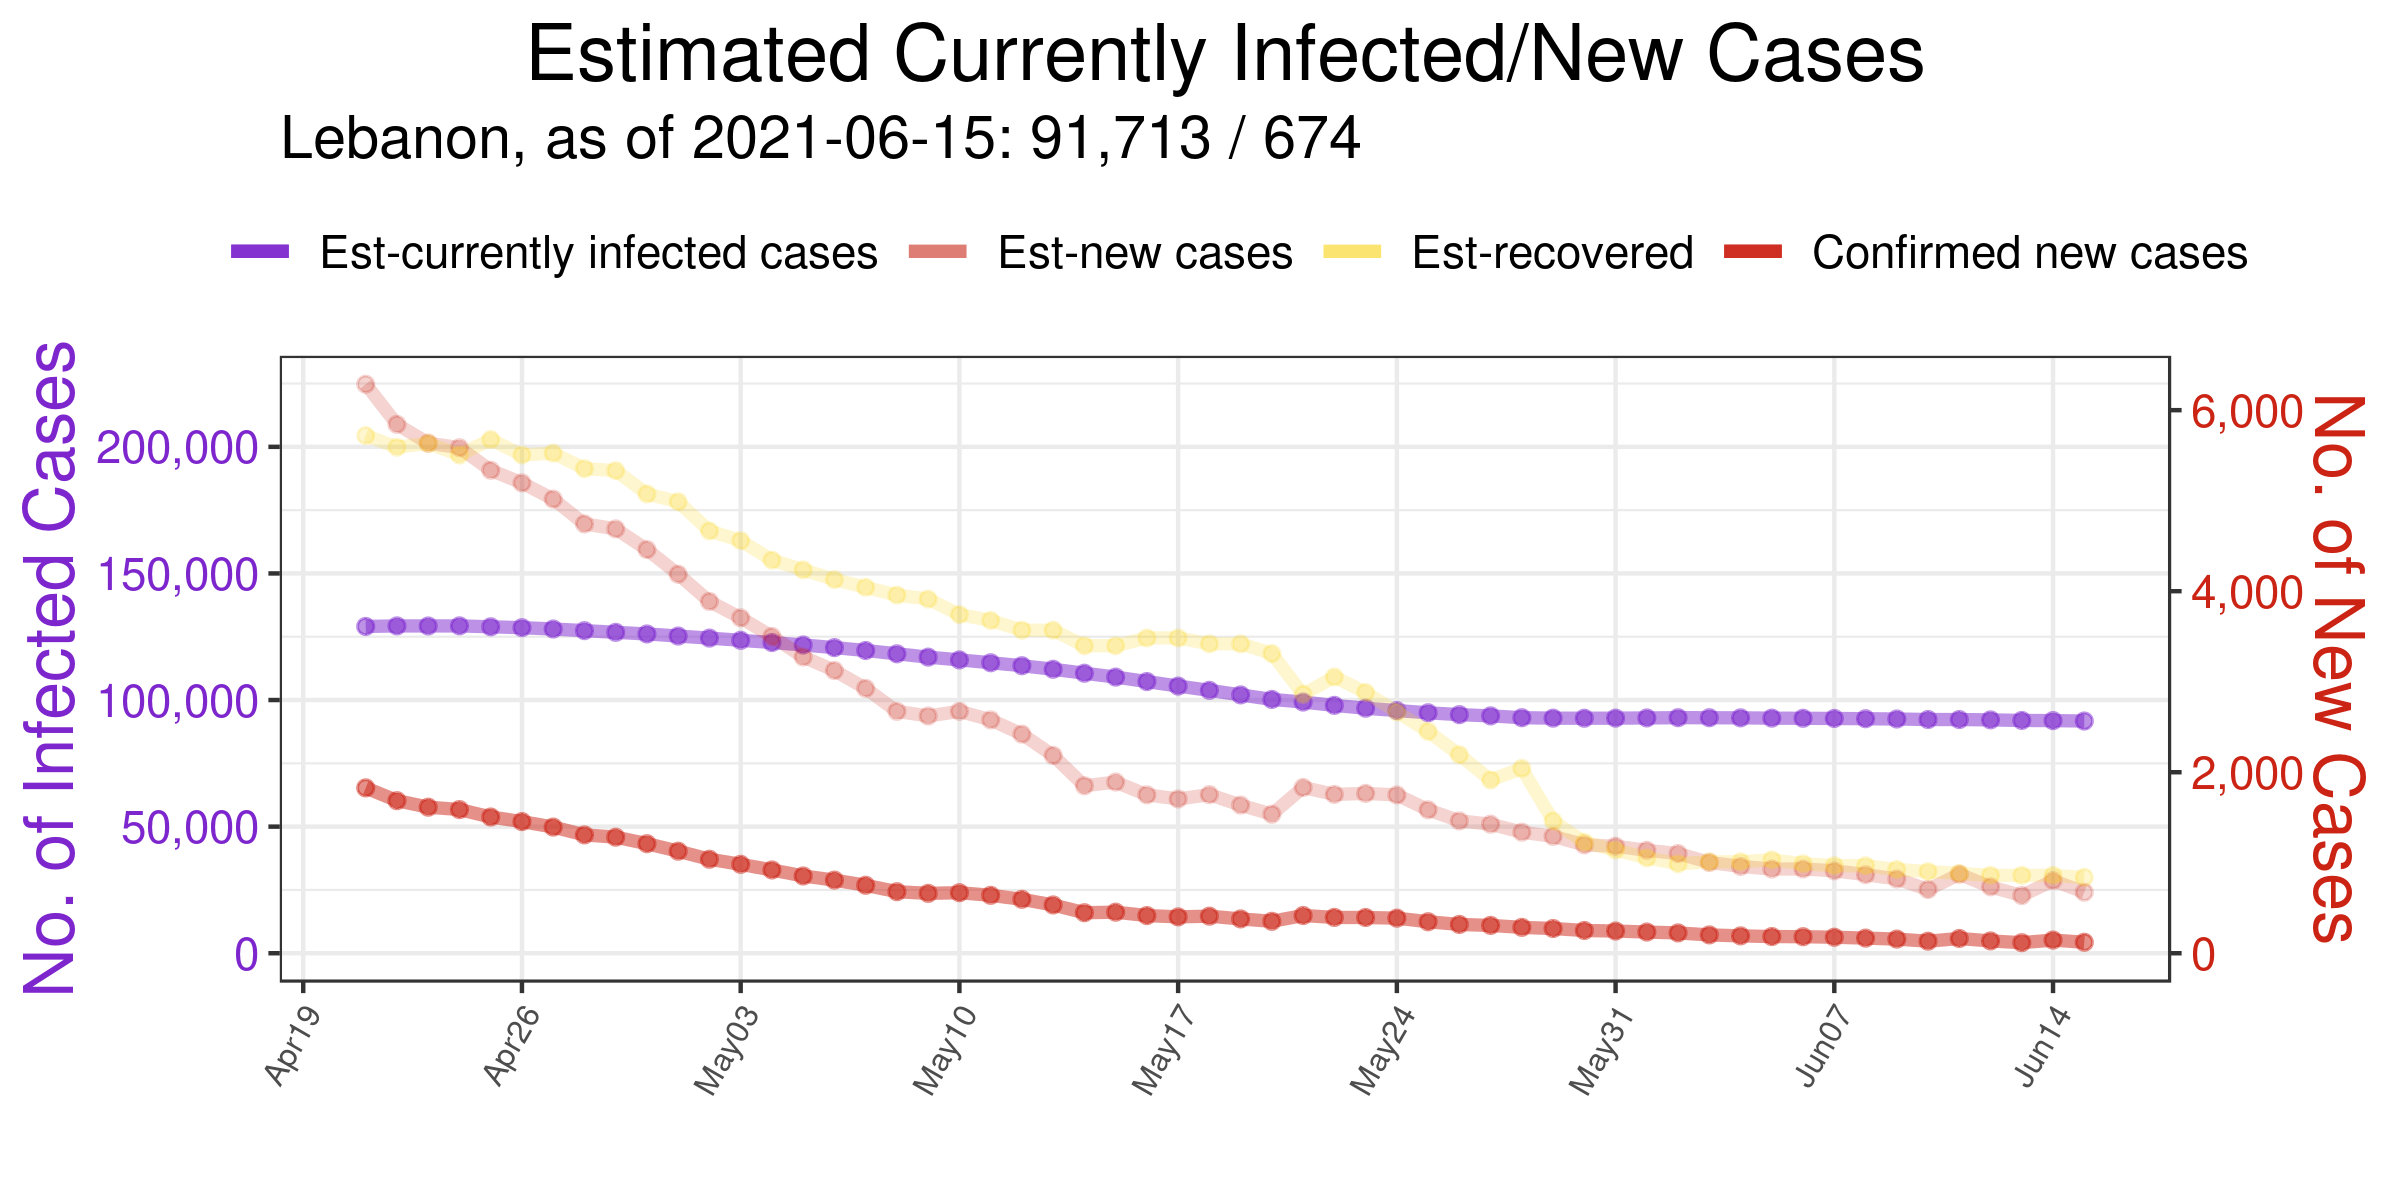 Estimated Currently Infected/New Cases
Lebanon, as of 2021-06-15: 91,713 / 674
Est-currently infected cases Est-new cases Est-recovered Confirmed new cases
No. of Infected Cases
200,000
150,000
100,000
50,000
0
6,000
4,000
2,000
0
No. of New Cases
Apr19 Apr26 May03 May10 May17 May24 May31 Jun07 Jun14